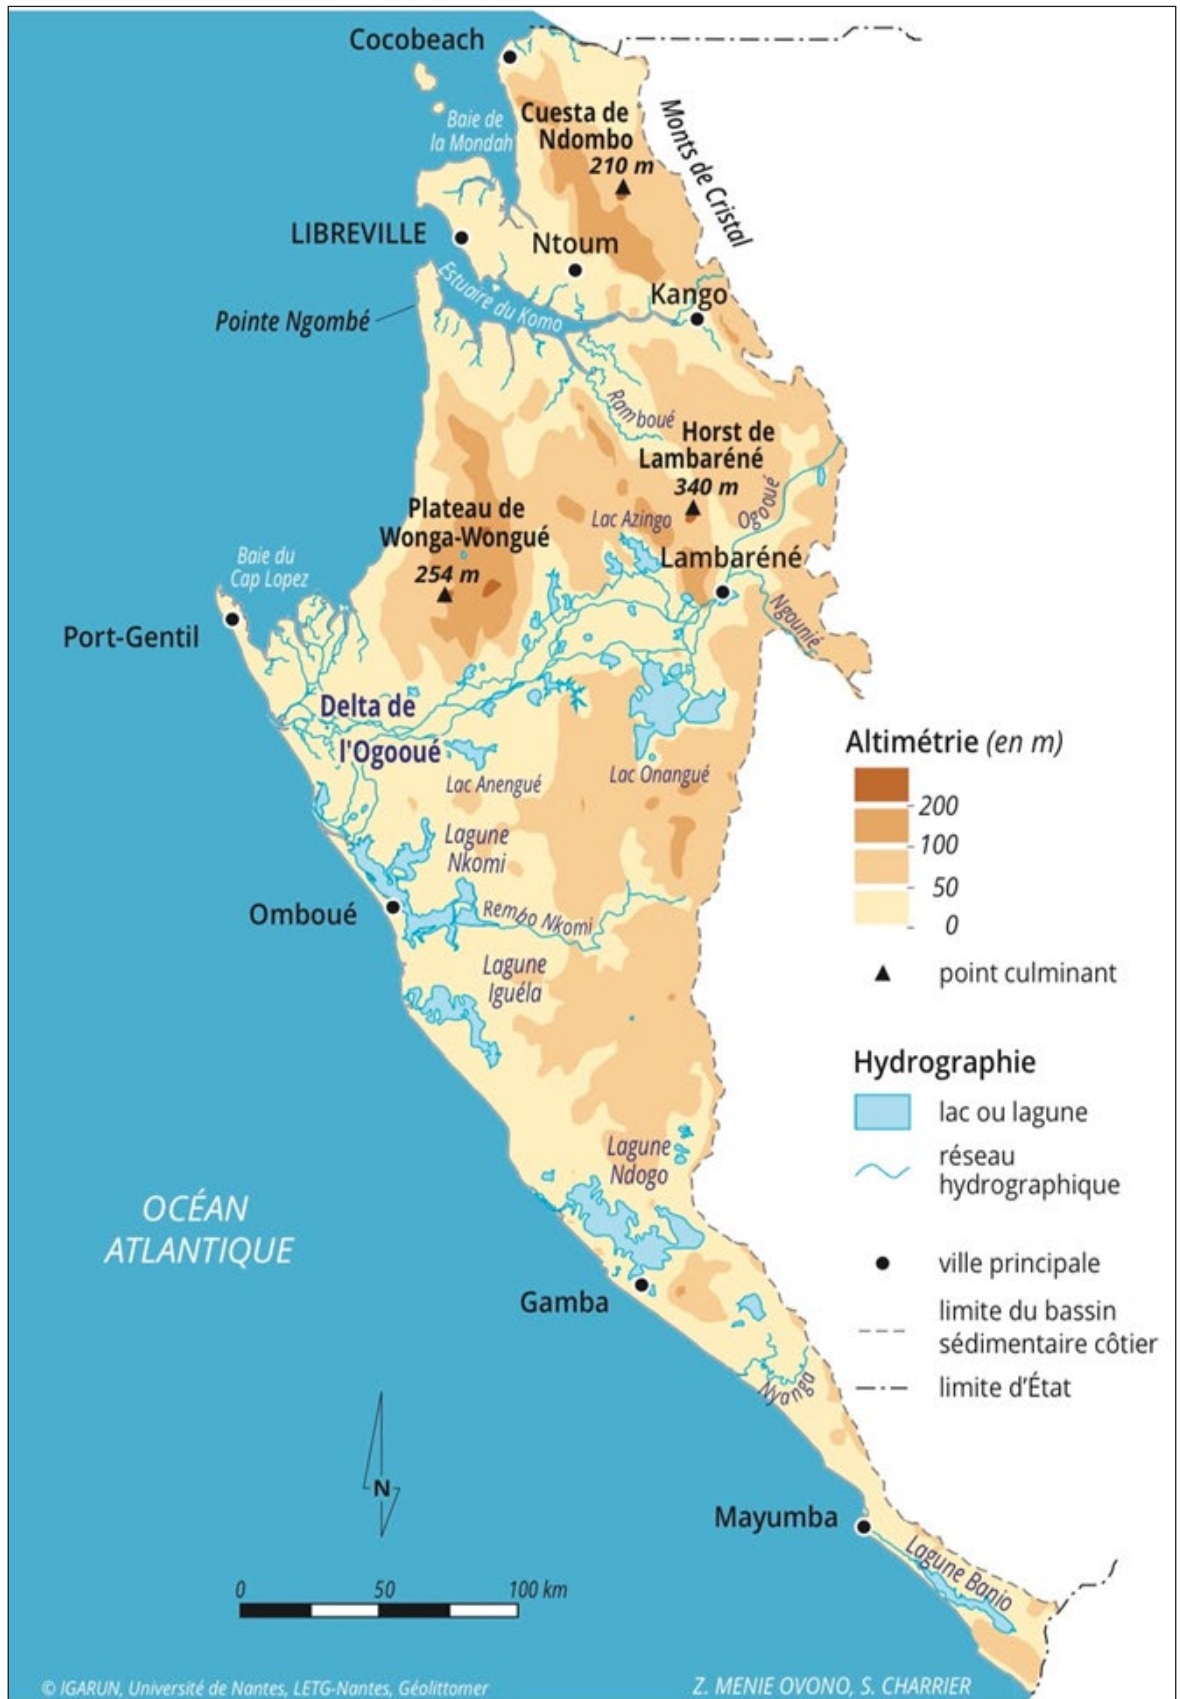 Cocobeach
Baie de
la Mondah
Cuesta de
Ndombo
210 m
Monts de Cristal
LIBREVILLE
Ntoum
Estuaire du Komo
Kango
Pointe Ngombé
Ramboué
Horst de
Lambaréné
340 m
Ogooué
Plateau de
Wonga-Wongué
254 m
Lac Azingo
Lambaréné
Baie du
Cap Lopez
Ngounié
Port-Gentil
Delta de
l'Ogooué
Lac Anengué
Lac Onangué
Lagune
Nkomi
Omboué
Rembo Nkomi
Lagune
Iguéla
Lagune
Ndogo
OCÉAN
ATLANTIQUE
Gamba
Nyanga
Mayumba
Lagune Banio
Altimétrie (en m)
200
100
50
0
point culminant
Hydrographie
lac ou lagune
réseau
hydrographique
ville principale
limite du bassin
sédimentaire côtier
limite d'État
N
0 50 100 km
© IGARUN, Université de Nantes, LETG-Nantes, Géolittomer
Z. MENIE OVONO, S. CHARRIER